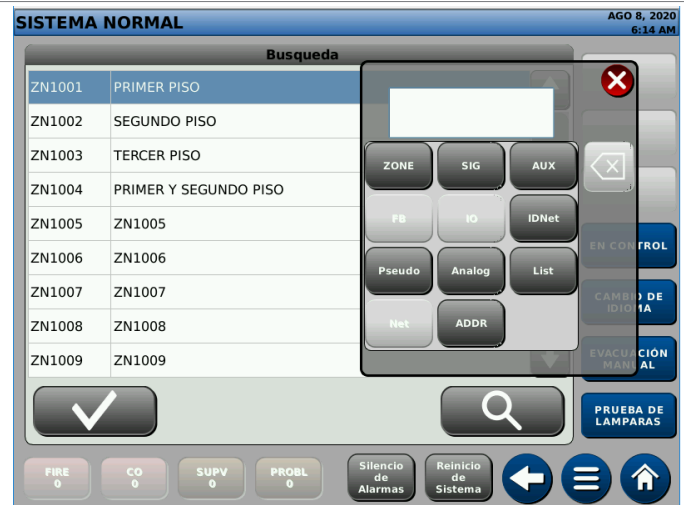 SISTEMA NORMAL
AGO 8, 2020
6:14 AM
Busqueda
ZN1001 PRIMER PISO
ZN1002 SEGUNDO PISO
ZN1003 TERCER PISO
ZN1004 PRIMER Y SEGUNDO PISO
ZN1005 ZN1005
ZN1006 ZN1006
ZN1007 ZN1007
ZN1008 ZN1008
ZN1009 ZN1009
ZONE SIG AUX
FB IO IDNet
Pseudo Analog List
Net ADDR
EN CONTROL
CAMBIO DE
IDIOMA
EVACUACIÓN
MANUAL
PRUEBA DE
LAMPARAS
FIRE
0
CO
0
SUPV
0
PROBL
0
Silencio
de
Alarmas
Reinicio
de
Sistema